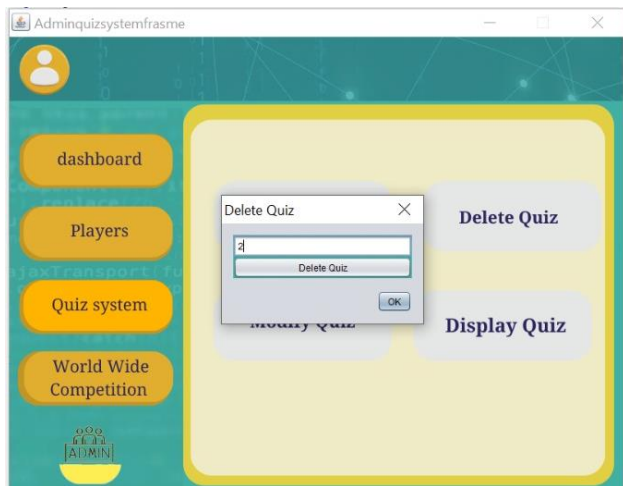 Adminquizsystemfrasme
dashboard
Players
Quiz system
World Wide
Competition
ADMIN
Delete Quiz
2
Delete Quiz
OK
Delete Quiz
Modify Quiz
Display Quiz